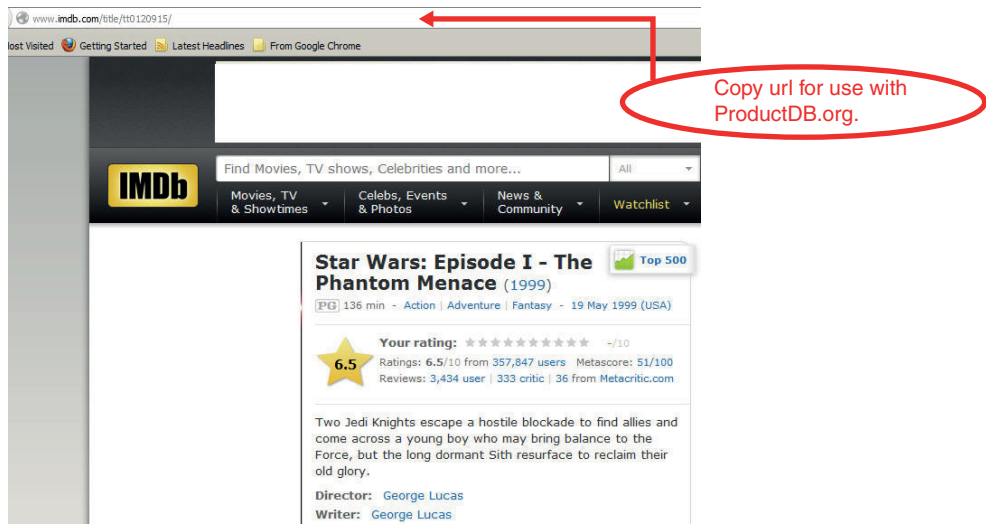 www.imdb.com/title/tt0120915/
ost Visited Getting Started Latest Headlines From Google Chrome
Copy url for use with
ProductDB.org.
Find Movies, TV shows, Celebrities and more... All
IMDb
Movies, TV
& Showtimes
Celebs, Events
& Photos
News &
Community
Watchlist
Star Wars: Episode I - The
Phantom Menace (1999)
Top 500
PG 136 min - Action | Adventure | Fantasy - 19 May 1999 (USA)
Your rating: -/10
6.5
Ratings: 6.5/10 from 357,847 users Metascore: 51/100
Reviews: 3,434 user | 333 critic | 36 from Metacritic.com
Two Jedi Knights escape a hostile blockade to find allies and
come across a young boy who may bring balance to the
Force, but the long dormant Sith resurface to reclaim their
old glory.
Director: George Lucas
Writer: George Lucas